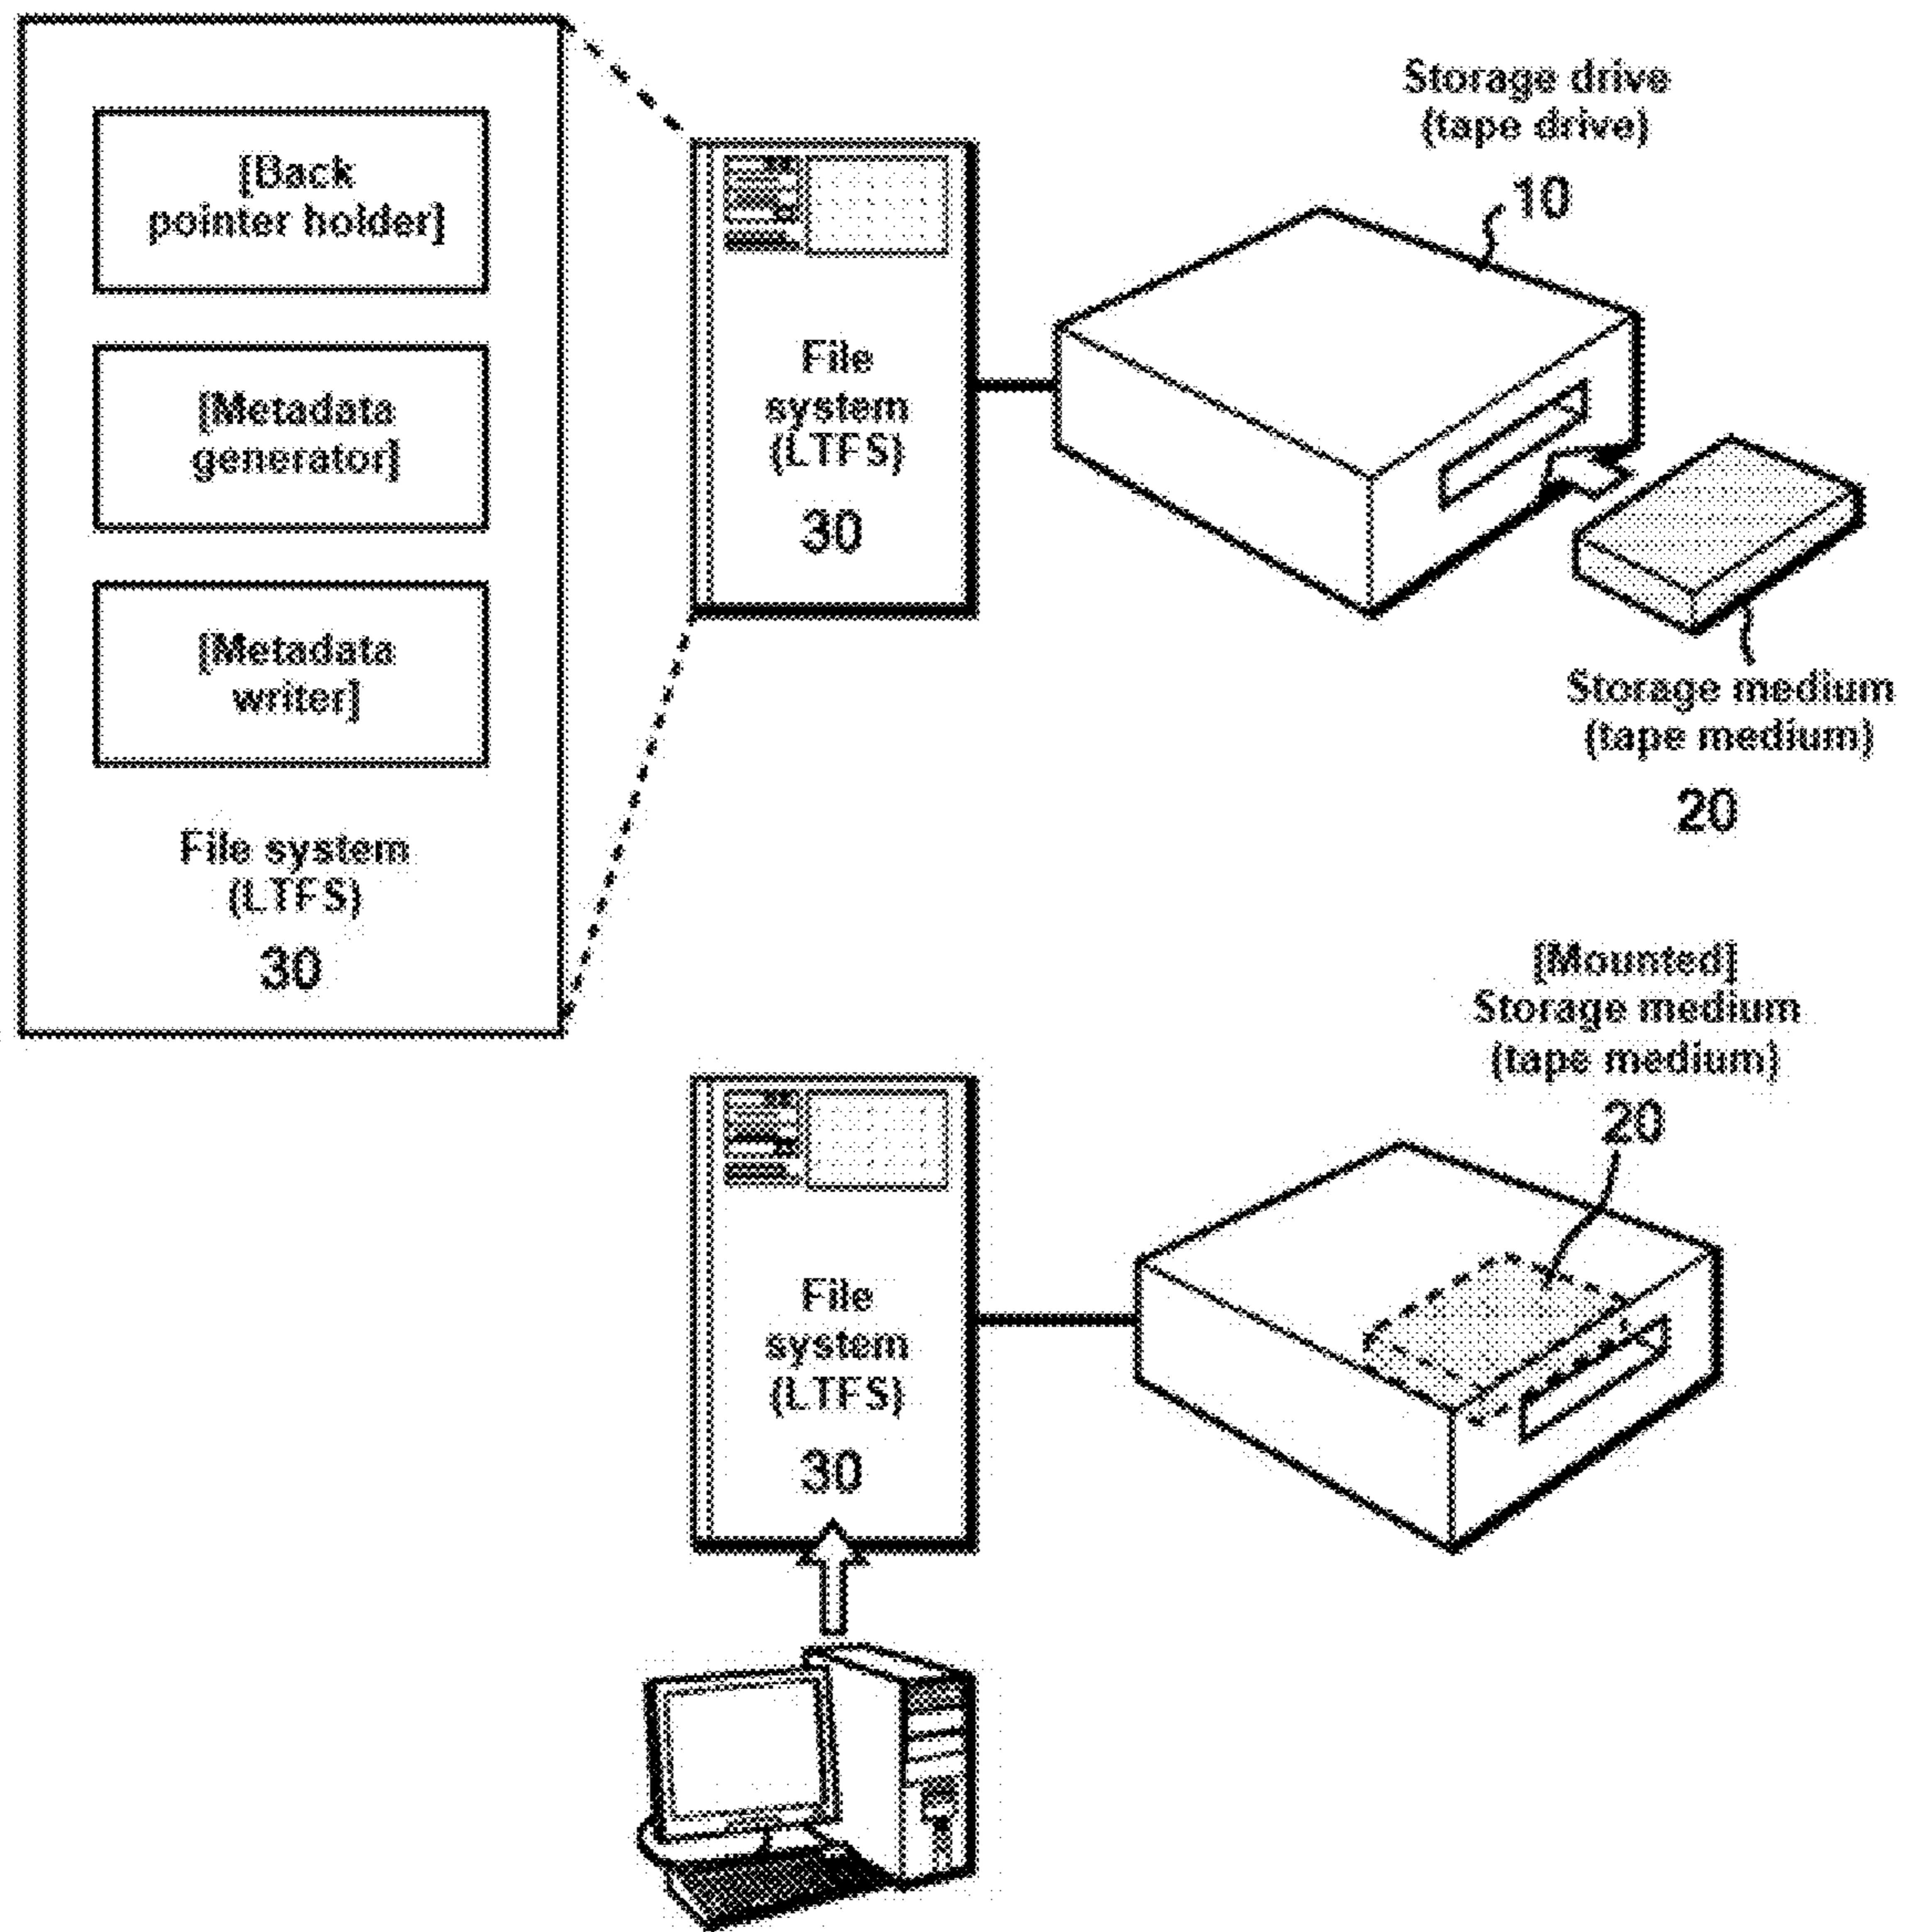 [Back
pointer holder]
[Metadata
generator]
[Metadata
writer]
File system
(LTFS)
30
File
system
(LTFS)
30
Storage drive
(tape drive)
10
Storage medium
(tape medium)
20
[Mounted]
Storage medium
(tape medium)
20
File
system
(LTFS)
30